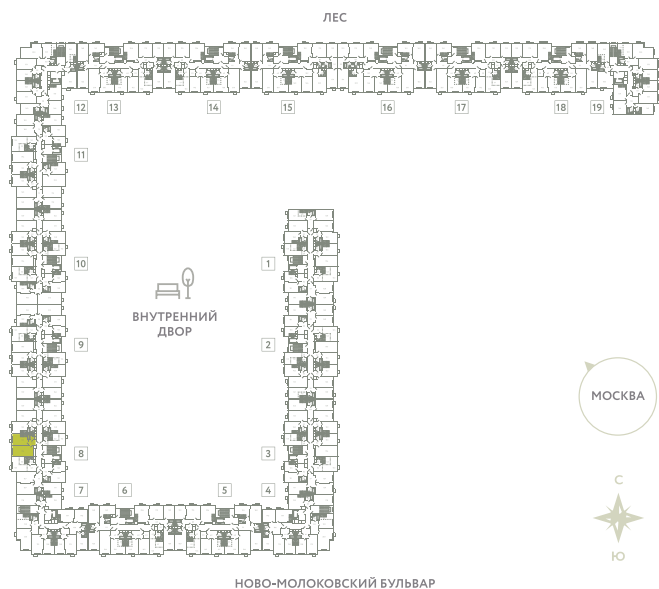 ЛЕС
12 13 14 15 16 17 18 19
11
10 1
ВНУТРЕННИЙ
ДВОР
9 2
МОСКВА
8 3
7 6 5 4
С
Ю
НОВО-МОЛОКОВСКИЙ БУЛЬВАР